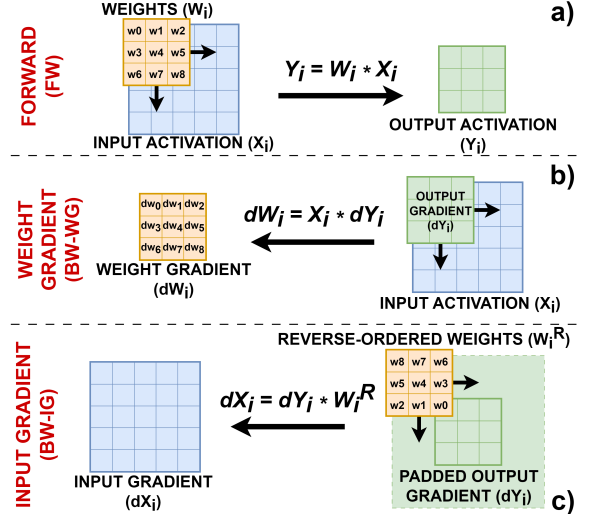 WEIGHTS (Wi)
a)
w0 w1 w2
w3 w4 w5
w6 w7 w8
FORWARD
(FW)
Yi = Wi * Xi
INPUT ACTIVATION (Xi)
OUTPUT ACTIVATION
(Yi)
b)
WEIGHT
GRADIENT
(BW-WG)
dw0 dw1 dw2
dw3 dw4 dw5
dw6 dw7 dw8
WEIGHT GRADIENT
(dWi)
dWi = Xi * dYi
OUTPUT
GRADIENT
(dYi)
INPUT ACTIVATION (Xi)
REVERSE-ORDERED WEIGHTS (WiR)
INPUT GRADIENT
(BW-IG)
w8 w7 w6
w5 w4 w3
w2 w1 w0
dXi = dYi * WiR
INPUT GRADIENT
(dXi)
PADDED OUTPUT
GRADIENT (dYi)
c)